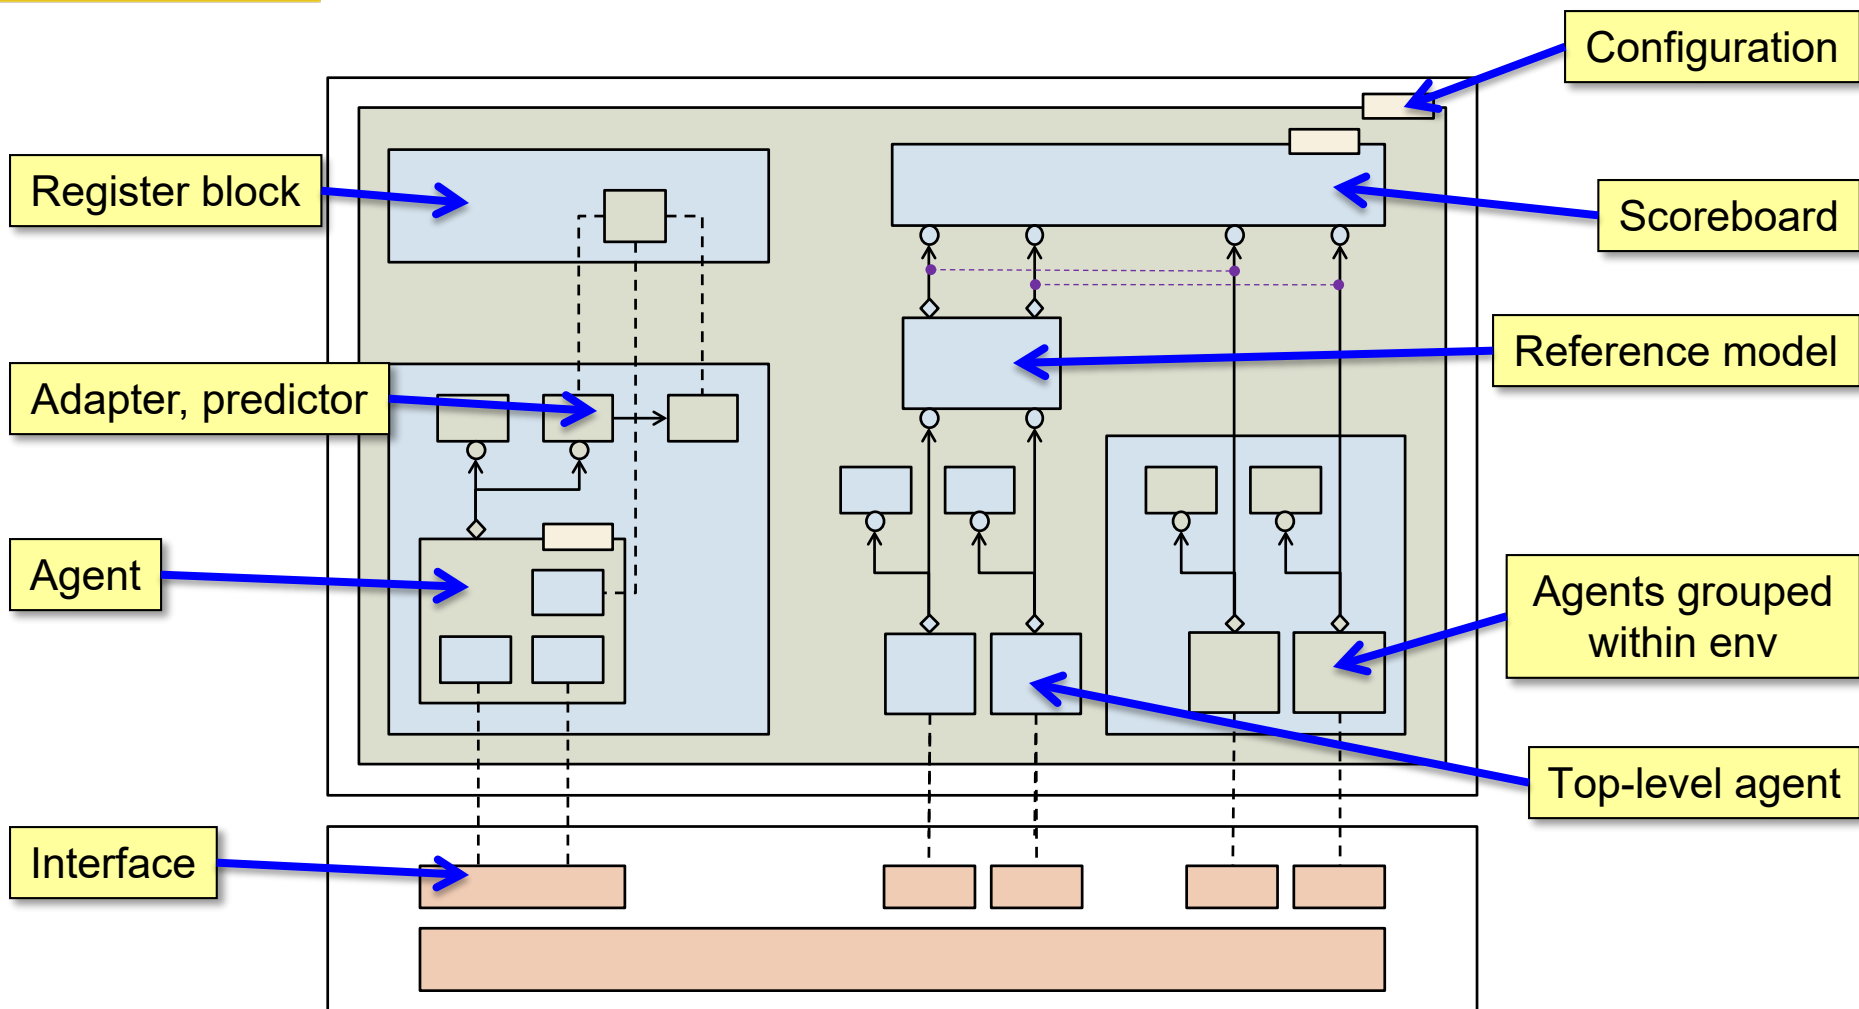 Configuration
Register block
Scoreboard
Reference model
Adapter, predictor
Agent
Agents grouped
within env
Top-level agent
Interface